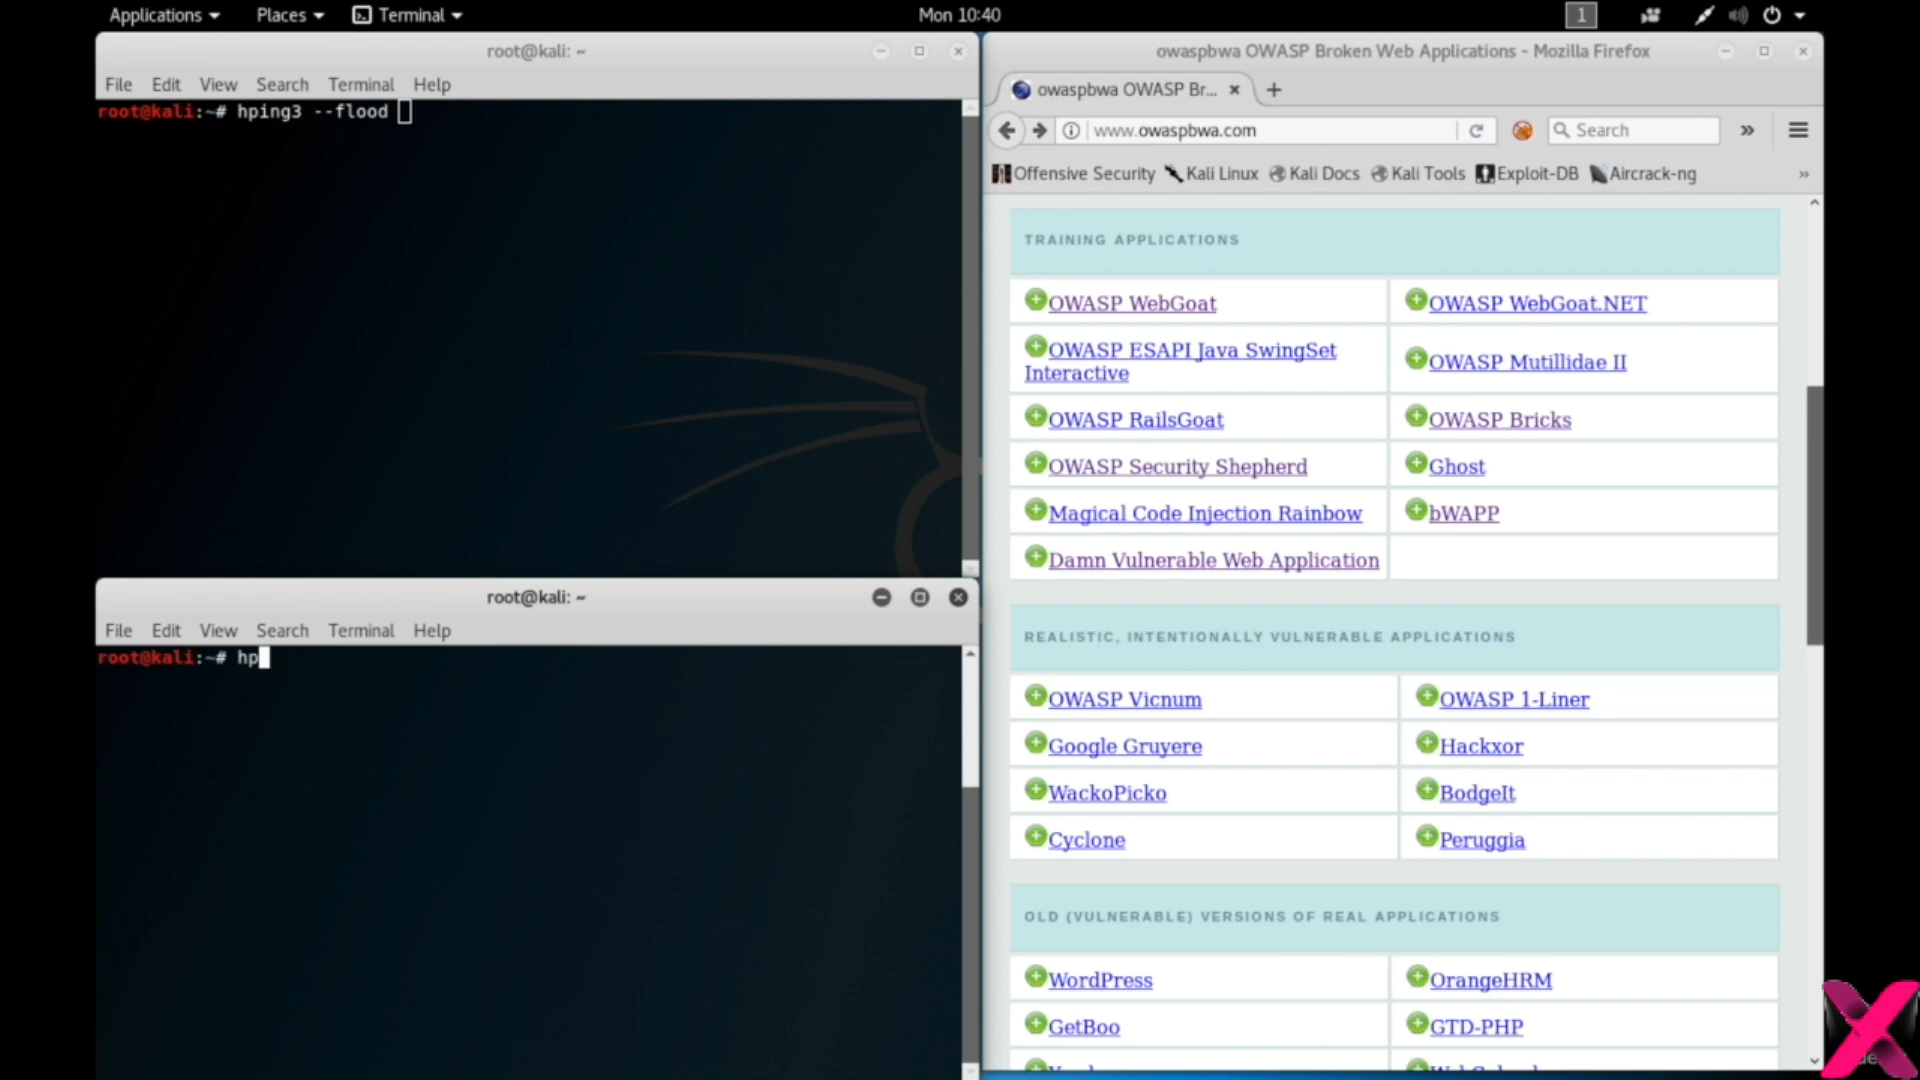 Applications Places Terminal Mon 10:40 1
root@kali: ~
File Edit View Search Terminal Help
root@kali:~# hping3 --flood
root@kali: ~
File Edit View Search Terminal Help
root@kali:~# hp
owaspbwa OWASP Broken Web Applications - Mozilla Firefox
owaspbwa OWASP Br...
www.owaspbwa.com Search
Offensive Security Kali Linux Kali Docs Kali Tools Exploit-DB Aircrack-ng
TRAINING APPLICATIONS
OWASP WebGoat OWASP WebGoat.NET
OWASP ESAPI Java SwingSet
Interactive OWASP Mutillidae II
OWASP RailsGoat OWASP Bricks
OWASP Security Shepherd Ghost
Magical Code Injection Rainbow bWAPP
Damn Vulnerable Web Application
REALISTIC, INTENTIONALLY VULNERABLE APPLICATIONS
OWASP Vicnum OWASP 1-Liner
Google Gruyere Hackxor
WackoPicko BodgeIt
Cyclone Peruggia
OLD (VULNERABLE) VERSIONS OF REAL APPLICATIONS
WordPress OrangeHRM
GetBoo GTD-PHP